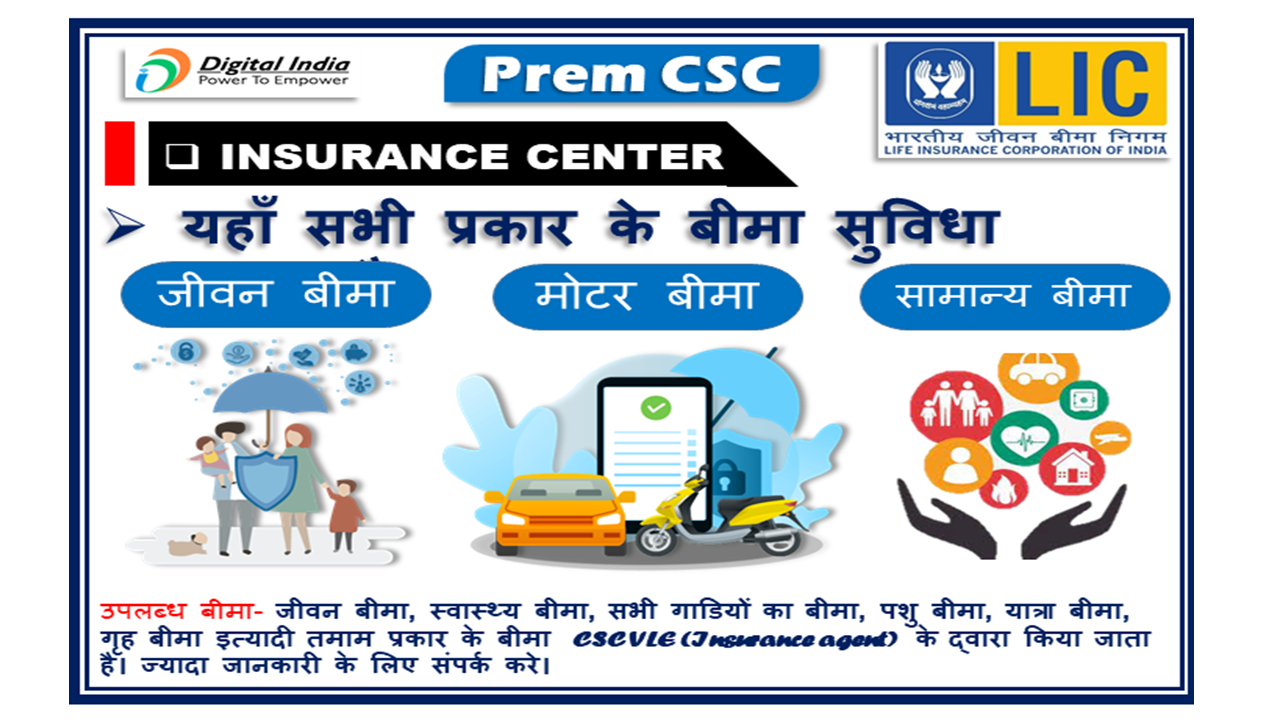 Digital India
Power To Empower
Prem CSC
LIC
भारतीय जीवन बीमा निगम
LIFE INSURANCE CORPORATION OF INDIA
❑ INSURANCE CENTER
➢ यहाँ सभी प्रकार के बीमा सुविधा
जीवन बीमा
मोटर बीमा
सामान्य बीमा
उपलब्ध बीमा- जीवन बीमा, स्वास्थ्य बीमा, सभी गाडियों का बीमा, पशु बीमा, यात्रा बीमा,
गृह बीमा इत्यादी तमाम प्रकार के बीमा CSC VLE (Insurance agent) के द्वारा किया जाता
है। ज्यादा जानकारी के लिए संपर्क करे।